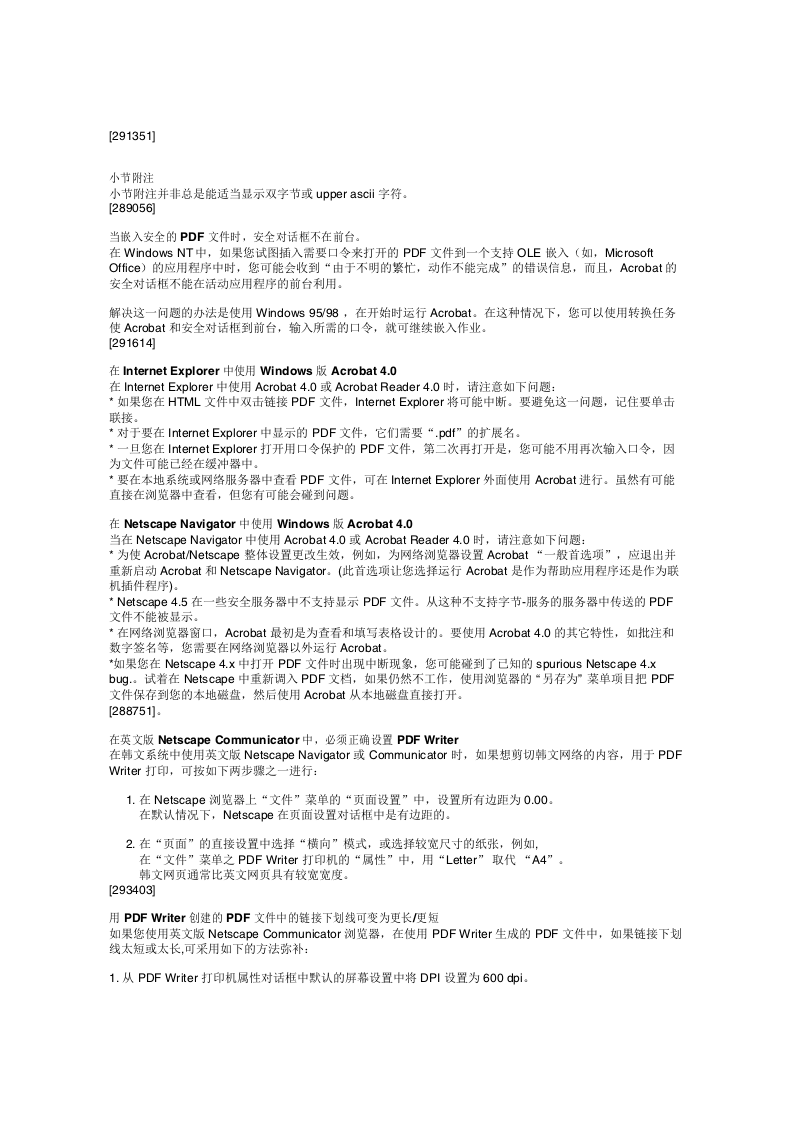 [291351]
小节附注
小节附注并非总是能适当显示双字节或 upper ascii 字符。
[289056]
当嵌入安全的 PDF 文件时，安全对话框不在前台。
在 Windows NT 中，如果您试图插入需要口令来打开的 PDF 文件到一个支持 OLE 嵌入（如，Microsoft
Office）的应用程序中时，您可能会收到“由于不明的繁忙，动作不能完成”的错误信息，而且，Acrobat 的
安全对话框不能在活动应用程序的前台利用。
解决这一问题的办法是使用 Windows 95/98 ，在开始时运行 Acrobat。在这种情况下，您可以使用转换任务
使 Acrobat 和安全对话框到前台，输入所需的口令，就可继续嵌入作业。
[291614]
在 Internet Explorer 中使用 Windows 版 Acrobat 4.0
在 Internet Explorer 中使用 Acrobat 4.0 或 Acrobat Reader 4.0 时，请注意如下问题：
* 如果您在 HTML 文件中双击链接 PDF 文件，Internet Explorer 将可能中断。要避免这一问题，记住要单击
联接。
* 对于要在 Internet Explorer 中显示的 PDF 文件，它们需要“.pdf”的扩展名。
* 一旦您在 Internet Explorer 打开用口令保护的 PDF 文件，第二次再打开是，您可能不用再次输入口令，因
为文件可能已经在缓冲器中。
* 要在本地系统或网络服务器中查看 PDF 文件，可在 Internet Explorer 外面使用 Acrobat 进行。虽然有可能
直接在浏览器中查看，但您有可能会碰到问题。
在 Netscape Navigator 中使用 Windows 版 Acrobat 4.0
当在 Netscape Navigator 中使用 Acrobat 4.0 或 Acrobat Reader 4.0 时，请注意如下问题：
* 为使 Acrobat/Netscape 整体设置更改生效，例如，为网络浏览器设置 Acrobat “一般首选项”，应退出并
重新启动 Acrobat 和 Netscape Navigator。(此首选项让您选择运行 Acrobat 是作为帮助应用程序还是作为联
机插件程序)。
* Netscape 4.5 在一些安全服务器中不支持显示 PDF 文件。从这种不支持字节-服务的服务器中传送的 PDF
文件不能被显示。
* 在网络浏览器窗口，Acrobat 最初是为查看和填写表格设计的。要使用 Acrobat 4.0 的其它特性，如批注和
数字签名等，您需要在网络浏览器以外运行 Acrobat。
*如果您在 Netscape 4.x 中打开 PDF 文件时出现中断现象，您可能碰到了已知的 spurious Netscape 4.x
bug.。试着在 Netscape 中重新调入 PDF 文档，如果仍然不工作，使用浏览器的“另存为” 菜单项目把 PDF
文件保存到您的本地磁盘，然后使用 Acrobat 从本地磁盘直接打开。
[288751]。
在英文版 Netscape Communicator 中，必须正确设置 PDF Writer
在韩文系统中使用英文版 Netscape Navigator 或 Communicator 时，如果想剪切韩文网络的内容，用于 PDF
Writer 打印，可按如下两步骤之一进行：
1. 在 Netscape 浏览器上“文件”菜单的“页面设置”中，设置所有边距为 0.00。
在默认情况下，Netscape 在页面设置对话框中是有边距的。
2. 在“页面”的直接设置中选择“横向”模式，或选择较宽尺寸的纸张，例如,
在“文件”菜单之 PDF Writer 打印机的“属性”中，用“Letter” 取代 “A4”。
韩文网页通常比英文网页具有较宽宽度。
[293403]
用 PDF Writer 创建的 PDF 文件中的链接下划线可变为更长/更短
如果您使用英文版 Netscape Communicator 浏览器，在使用 PDF Writer 生成的 PDF 文件中，如果链接下划
线太短或太长,可采用如下的方法弥补：
1. 从 PDF Writer 打印机属性对话框中默认的屏幕设置中将 DPI 设置为 600 dpi。